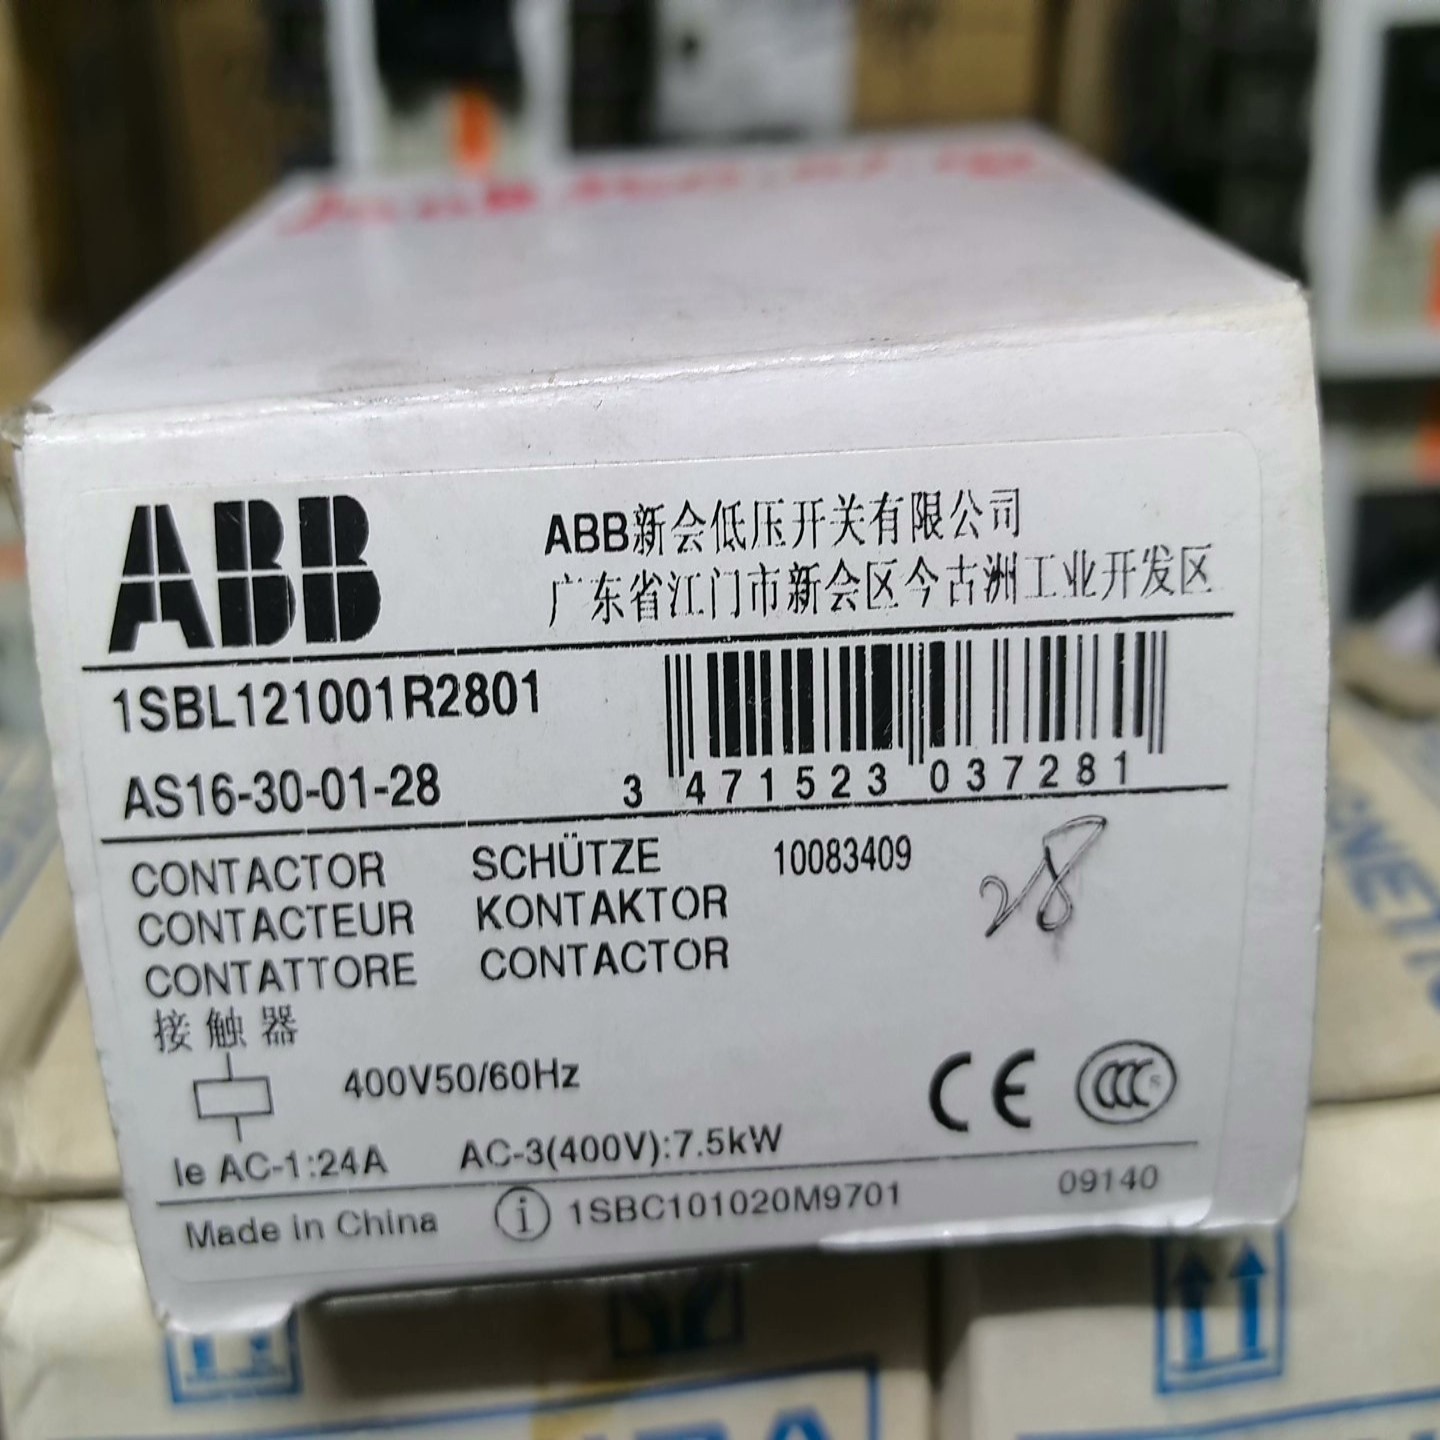 ABB
ABB新会低压开关有限公司
广东省江门市新会区今古洲工业开发区
1SBL121001R2801
AS16-30-01-28
3 471523 037281
CONTACTOR SCHÜTZE 10083409
CONTACTEUR KONTAKTOR
CONTATTORE CONTACTOR
28
接触器
400V50/60Hz
CE CCC S
Ie AC-1:24A AC-3(400V):7.5kW
Made in China i 1SBC101020M9701 09140